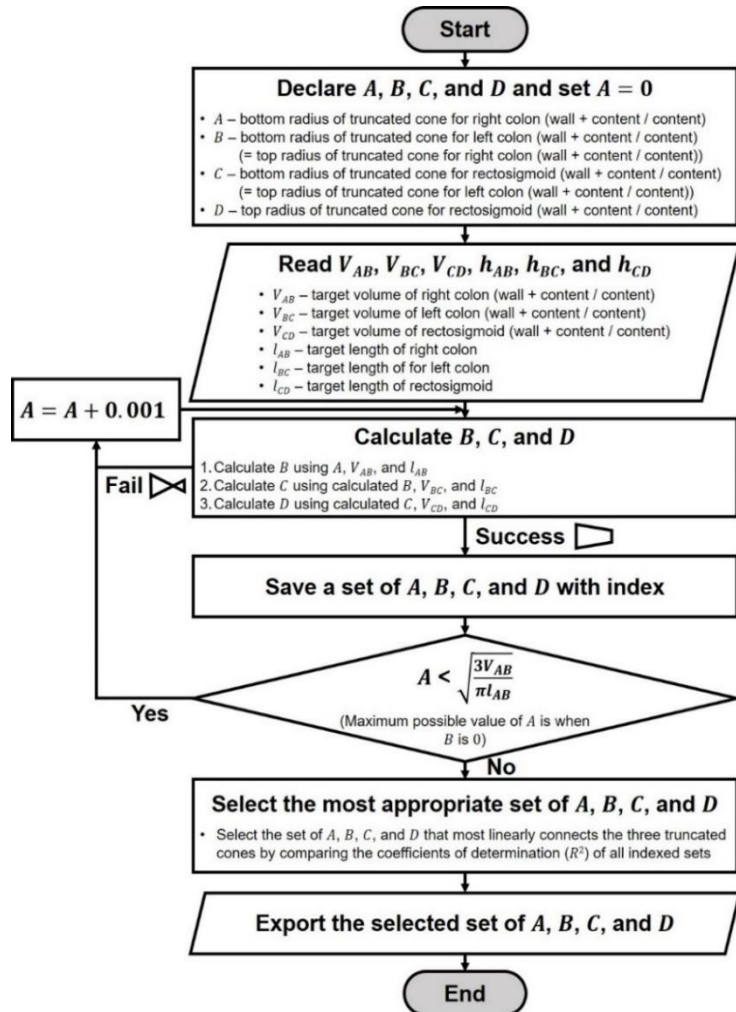 Start
Declare A, B, C, and D and set A = 0
• A – bottom radius of truncated cone for right colon (wall + content / content)
• B – bottom radius of truncated cone for left colon (wall + content / content)
(= top radius of truncated cone for right colon (wall + content / content))
• C – bottom radius of truncated cone for rectosigmoid (wall + content / content)
(= top radius of truncated cone for left colon (wall + content / content))
• D – top radius of truncated cone for rectosigmoid (wall + content / content)
Read V_AB, V_BC, V_CD, h_AB, h_BC, and h_CD
• V_AB – target volume of right colon (wall + content / content)
• V_BC – target volume of left colon (wall + content / content)
• V_CD – target volume of rectosigmoid (wall + content / content)
• l_AB – target length of right colon
• l_BC – target length of for left colon
• l_CD – target length of rectosigmoid
A = A + 0.001
Calculate B, C, and D
1. Calculate B using A, V_AB, and l_AB
2. Calculate C using calculated B, V_BC, and l_BC
3. Calculate D using calculated C, V_CD, and l_CD
Fail
Success
Save a set of A, B, C, and D with index
A < √(3V_AB / πl_AB)
(Maximum possible value of A is when
B is 0)
Yes
No
Select the most appropriate set of A, B, C, and D
• Select the set of A, B, C, and D that most linearly connects the three truncated
cones by comparing the coefficients of determination (R²) of all indexed sets
Export the selected set of A, B, C, and D
End